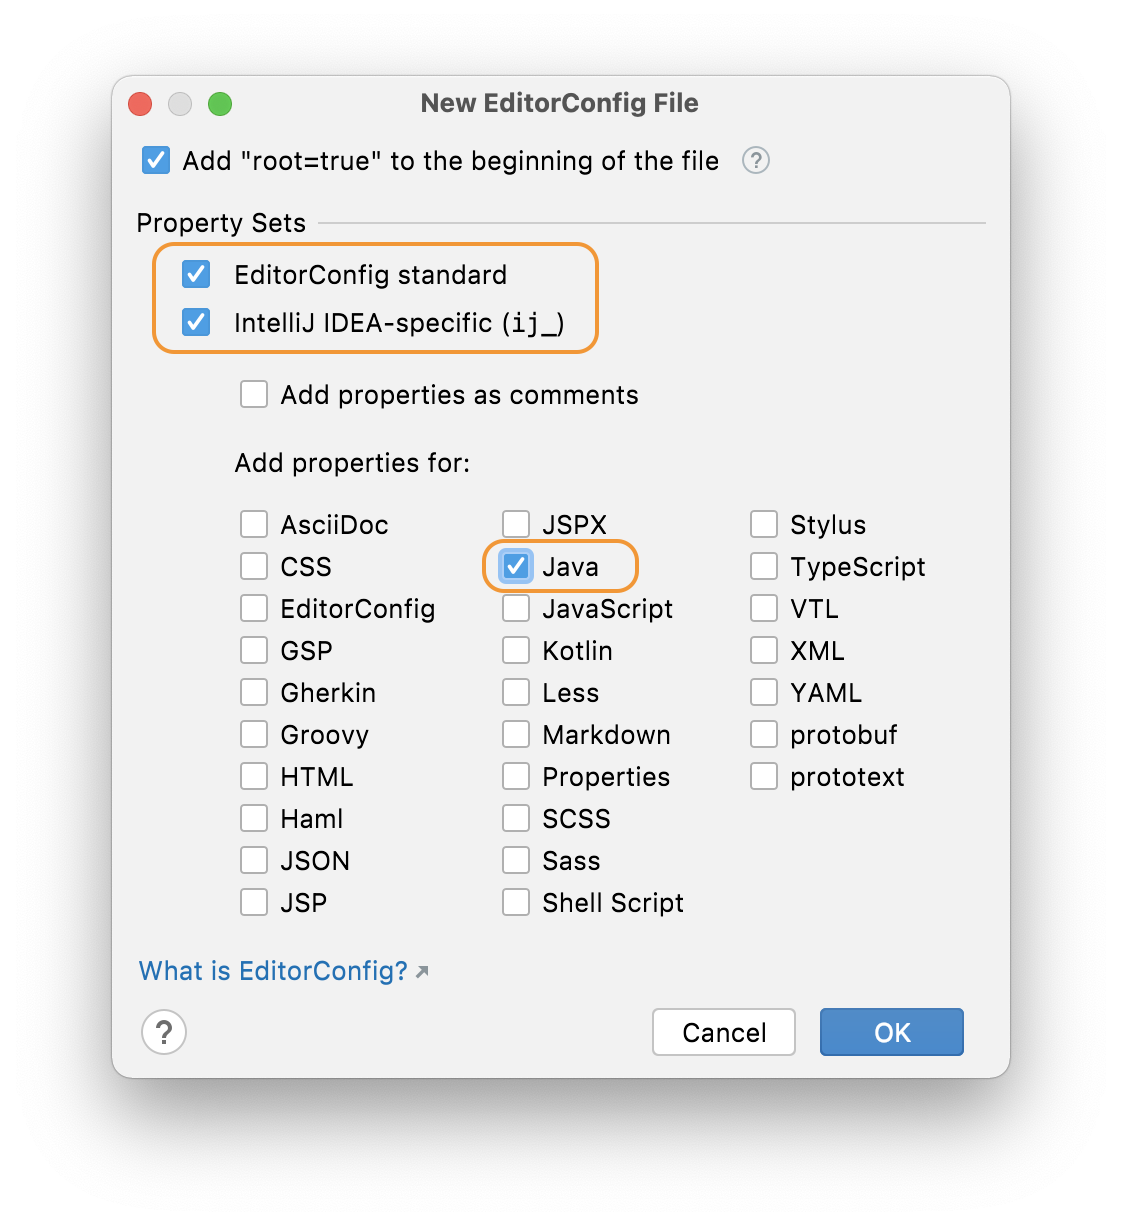 New EditorConfig File
Add "root=true" to the beginning of the file ?
Property Sets
EditorConfig standard
IntelliJ IDEA-specific (ij_)
Add properties as comments
Add properties for:
AsciiDoc
CSS
EditorConfig
GSP
Gherkin
Groovy
HTML
Haml
JSON
JSP
JSPX
Java
JavaScript
Kotlin
Less
Markdown
Properties
SCSS
Sass
Shell Script
Stylus
TypeScript
VTL
XML
YAML
protobuf
prototext
What is EditorConfig?
? Cancel OK